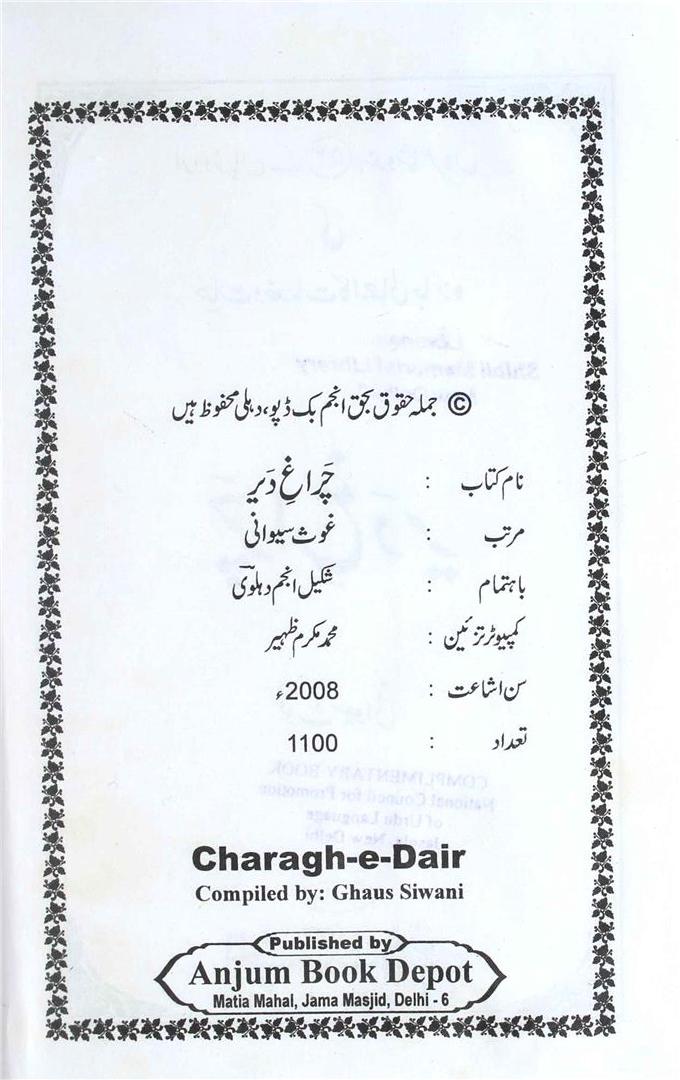 © جملہ حقوق بحق انجم بک ڈپو، دہلی محفوظ ہیں
نام کتاب : چَراغِ دَیر
مرتب : غوث سیوانی
باہتمام : شکیل انجم دہلوی
کمپیوٹر تزئین : محمد مکرم ظہیر
سن اشاعت : 2008ء
تعداد : 1100
Charagh-e-Dair
Compiled by: Ghaus Siwani
Published by
Anjum Book Depot
Matia Mahal, Jama Masjid, Delhi - 6